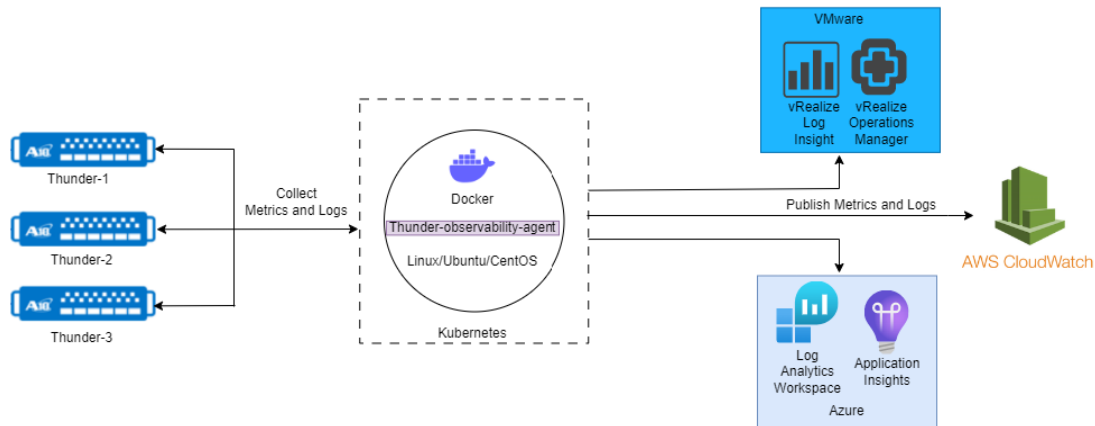 VMware
vRealize
Log
Insight
vRealize
Operations
Manager
A10
Thunder-1
A10
Thunder-2
A10
Thunder-3
Collect
Metrics and Logs
Docker
Thunder-observability-agent
Linux/Ubuntu/CentOS
Kubernetes
Publish Metrics and Logs
AWS CloudWatch
Log
Analytics
Workspace
Application
Insights
Azure